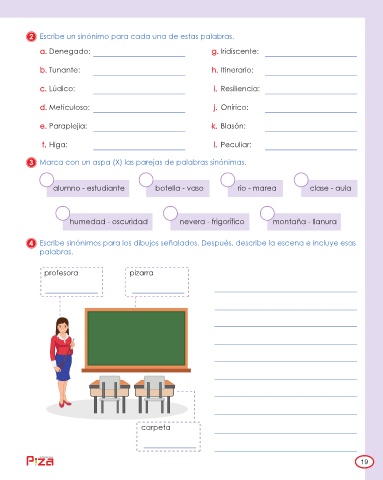 2 Escribe un sinónimo para cada una de estas palabras.
a. Denegado:
g. Iridiscente:
b. Tunante:
h. Itinerario:
c. Lúdico:
i. Resiliencia:
d. Meticuloso:
j. Onírico:
e. Paraplejia:
k. Blasón:
f. Higa:
l. Peculiar:
3 Marca con un aspa (X) las parejas de palabras sinónimas.
alumno - estudiante botella - vaso río - marea clase - aula
humedad - oscuridad nevera - frigorífico montaña - llanura
4 Escribe sinónimos para los dibujos señalados. Después, describe la escena e incluye esas
palabras.
profesora pizarra
carpeta
Piza
19